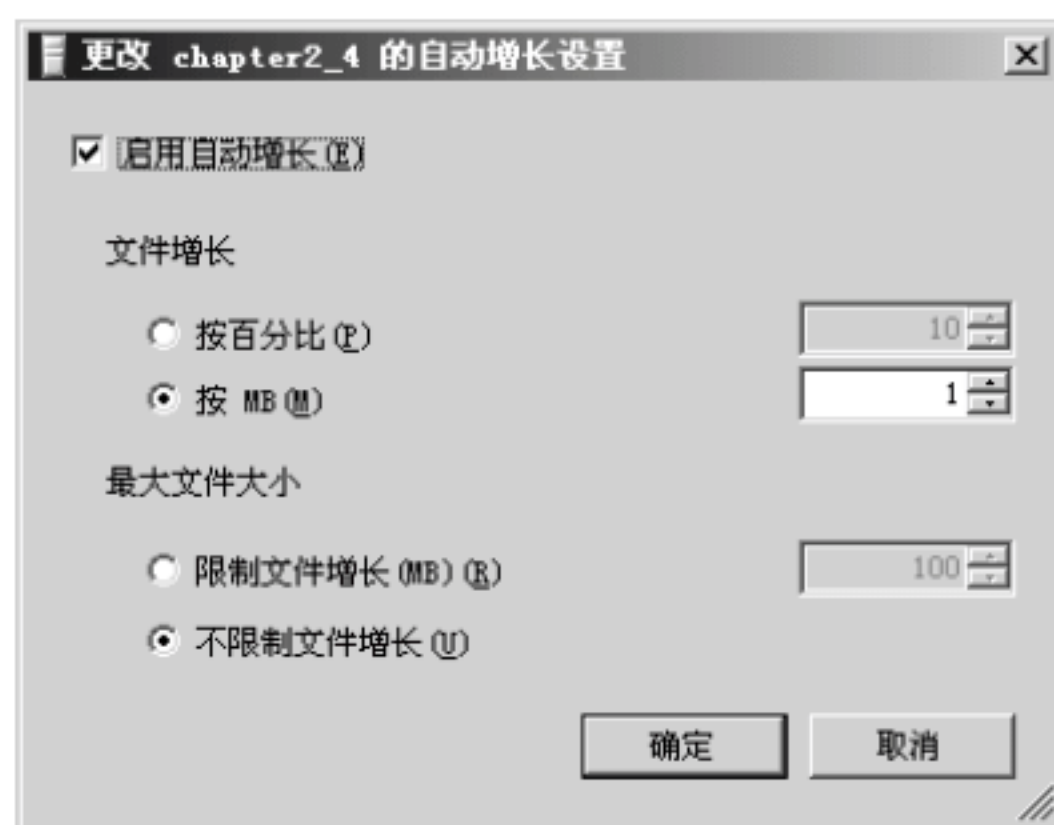 更改 chapter2_4 的自动增长设置
启用自动增长(E)
文件增长
按百分比(P) 10
按 MB(M) 1
最大文件大小
限制文件增长(MB)(R) 100
不限制文件增长(U)
确定 取消